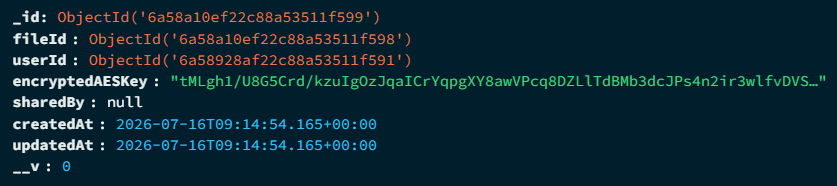 _id: ObjectId('6a58a10ef22c88a53511f599')
fileId : ObjectId('6a58a10ef22c88a53511f598')
userId : ObjectId('6a58928af22c88a53511f591')
encryptedAESKey : "tMLgh1/U8G5Crd/kzuIgOzJqaICrYqpgXY8awVPcq8DZLlTdBMb3dcJPs4n2ir3wlfvDVS…"
sharedBy : null
createdAt : 2026-07-16T09:14:54.165+00:00
updatedAt : 2026-07-16T09:14:54.165+00:00
__v : 0